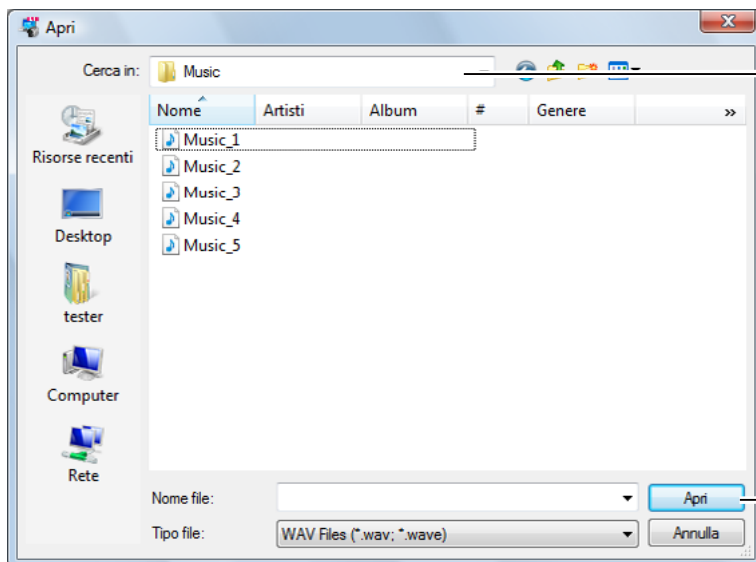 Apri
Cerca in: Music
Nome Artisti Album # Genere »
Music_1
Music_2
Music_3
Music_4
Music_5
Risorse recenti
Desktop
tester
Computer
Rete
Nome file: Apri
Tipo file: WAV Files (*.wav; *.wave) Annulla